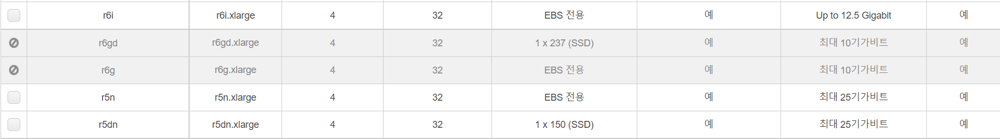 r6i r6i.xlarge 4 32 EBS 전용 예 Up to 12.5 Gigabit 예
r6gd r6gd.xlarge 4 32 1 x 237 (SSD) 예 최대 10기가비트 예
r6g r6g.xlarge 4 32 EBS 전용 예 최대 10기가비트 예
r5n r5n.xlarge 4 32 EBS 전용 예 최대 25기가비트 예
r5dn r5dn.xlarge 4 32 1 x 150 (SSD) 예 최대 25기가비트 예